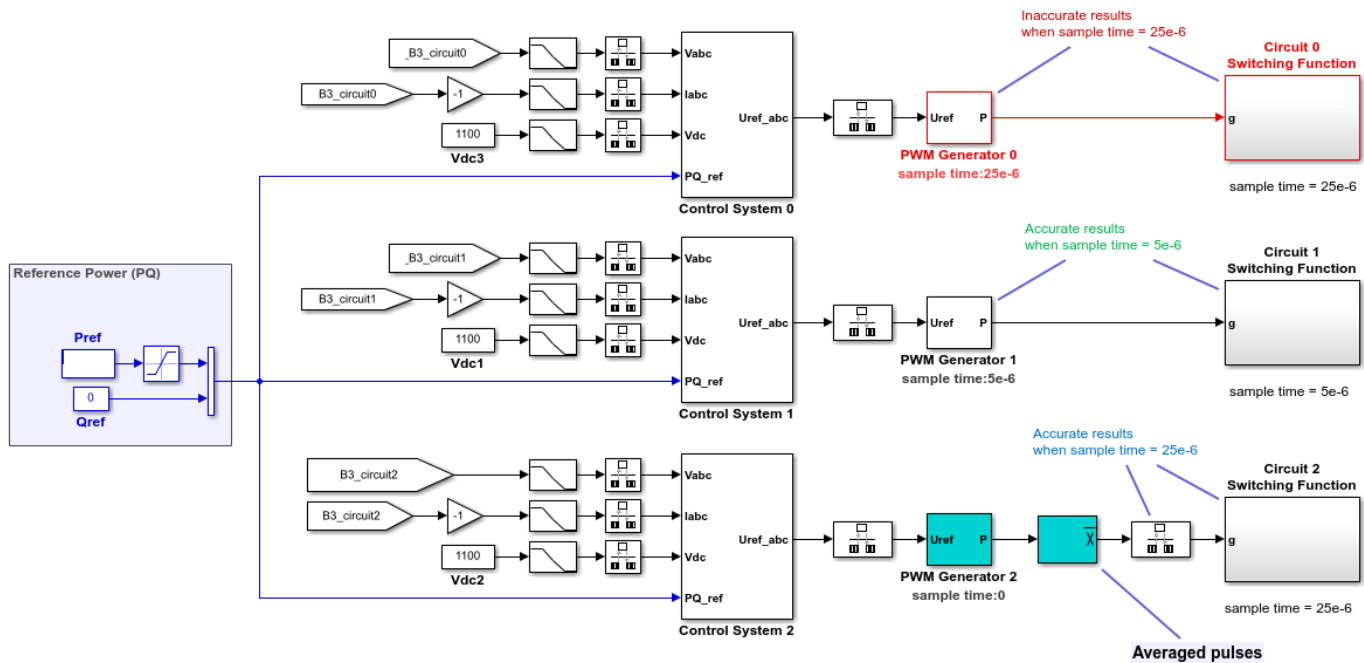 Inaccurate results
when sample time = 25e-6
Circuit 0
Switching Function
_B3_circuit0
B3_circuit0
-1
1100
Vdc3
Vabc
Iabc
Vdc
PQ_ref
Uref_abc
Control System 0
Uref
P
PWM Generator 0
sample time:25e-6
g
sample time = 25e-6
Accurate results
when sample time = 5e-6
Circuit 1
Switching Function
_B3_circuit1
B3_circuit1
-1
1100
Vdc1
Vabc
Iabc
Vdc
PQ_ref
Uref_abc
Control System 1
Uref
P
PWM Generator 1
sample time:5e-6
g
sample time = 5e-6
Reference Power (PQ)
Pref
0
Qref
Accurate results
when sample time = 25e-6
Circuit 2
Switching Function
B3_circuit2
B3_circuit2
-1
1100
Vdc2
Vabc
Iabc
Vdc
PQ_ref
Uref_abc
Control System 2
Uref
P
PWM Generator 2
sample time:0
g
sample time = 25e-6
Averaged pulses